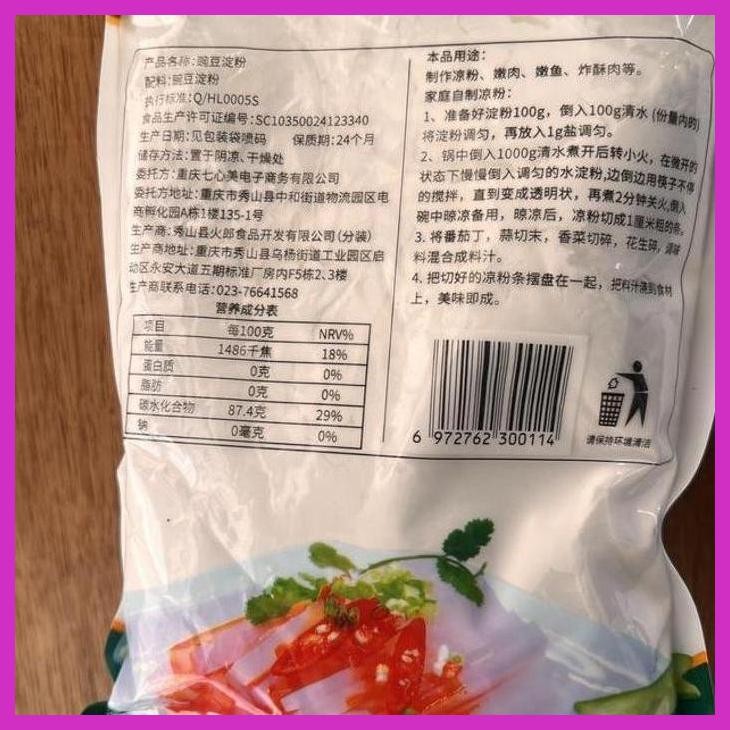 产品名称:豌豆淀粉
配料:豌豆淀粉
执行标准:Q/HL0005S
食品生产许可证编号:SC10350024123340
生产日期:见包装袋喷码 保质期:24个月
储存方法:置于阴凉、干燥处
委托方:重庆七心美电子商务有限公司
委托方地址:重庆市秀山县中和街道物流园区电
商孵化园A栋1楼135-1号
生产商:秀山县火郎食品开发有限公司(分装)
生产商地址:重庆市秀山县乌杨街道工业园区启
动区永安大道五期标准厂房内F5栋2、3楼
生产商联系电话:023-76641568
营养成分表
项目 每100克 NRV%
能量 1486千焦 18%
蛋白质 0克 0%
脂肪 0克 0%
碳水化合物 87.4克 29%
钠 0毫克 0%
本品用途:
制作凉粉、嫩肉、嫩鱼、炸酥肉等。
家庭自制凉粉:
1、准备好淀粉100g,倒入100g清水(份量内的)
将淀粉调匀,再放入1g盐调匀。
2、锅中倒入1000g清水煮开后转小火,在微开的
状态下慢慢倒入调匀的水淀粉,边倒边用筷子不停
的搅拌,直到变成透明状,再煮2分钟关火,倒入
碗中晾凉备用,晾凉后,凉粉切成1厘米粗的条。
3.将番茄丁,蒜切末,香菜切碎,花生碎,调味
料混合成料汁。
4.把切好的凉粉条摆盘在一起,把料汁浇到食材
上,美味即成。
6 972762 300114
请保持环境清洁